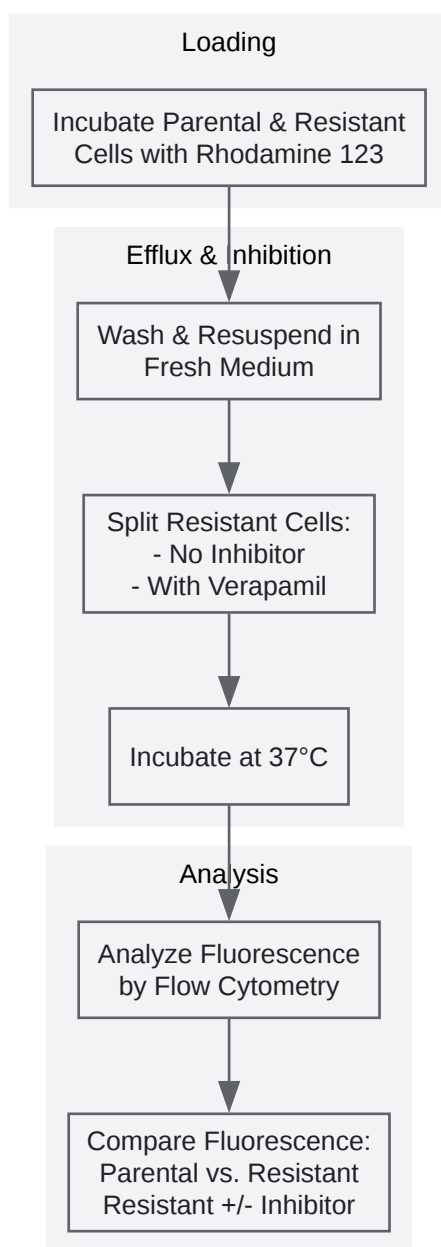 Loading
Incubate Parental & Resistant
Cells with Rhodamine 123
Efflux & Inhibition
Wash & Resuspend in
Fresh Medium
Split Resistant Cells:
- No Inhibitor
- With Verapamil
Incubate at 37°C
Analysis
Analyze Fluorescence
by Flow Cytometry
Compare Fluorescence:
Parental vs. Resistant
Resistant +/- Inhibitor